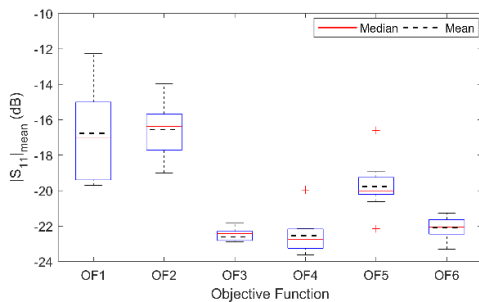 -10
-12
-14
-16
-18
-20
-22
-24
|S11|mean (dB)
Median Mean
OF1 OF2 OF3 OF4 OF5 OF6
Objective Function